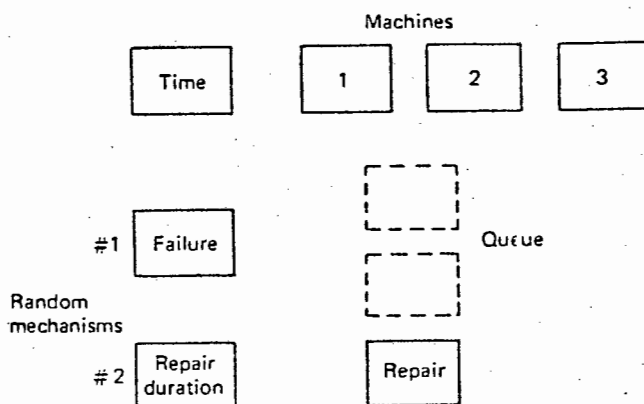 Machines
Time
1
2
3
#1
Failure
Queue
Random
mechanisms
#2
Repair
duration
Repair